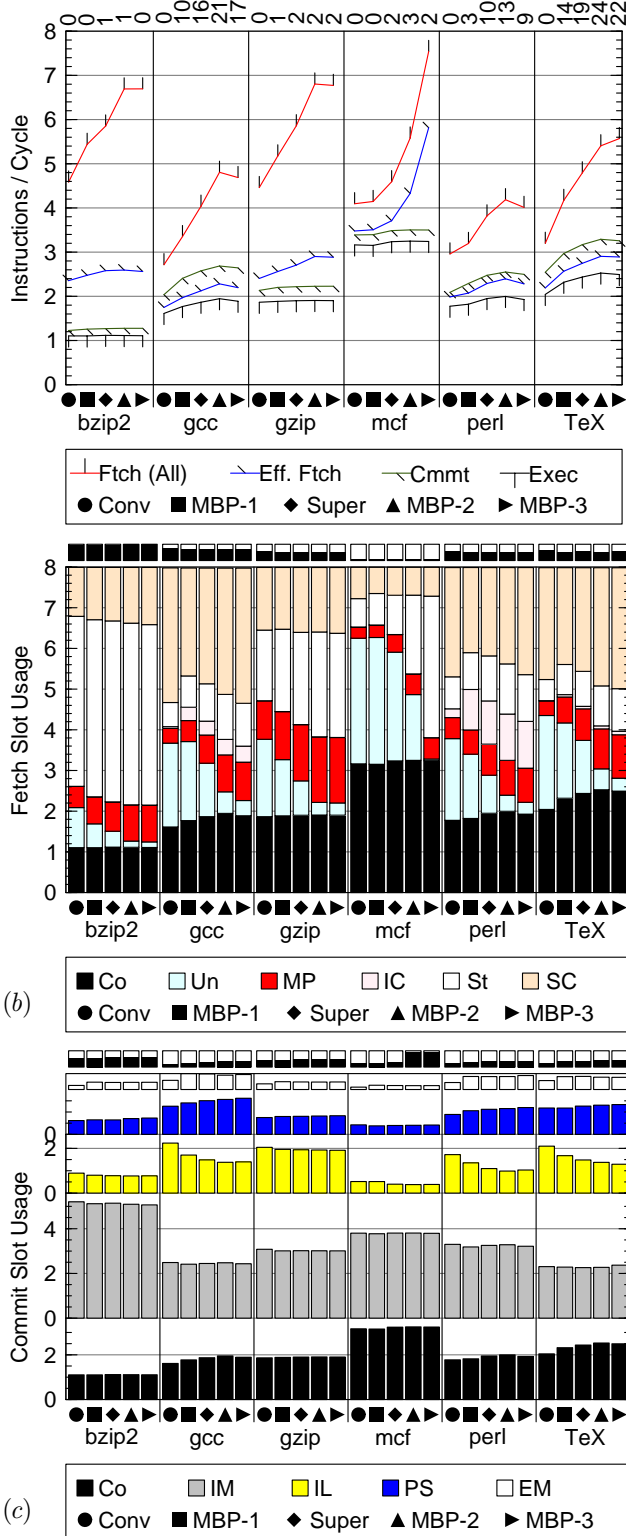 0 0 1 1 0 0 10 16 21 17 0 1 2 2 2 0 0 2 3 2 0 3 10 13 9 0 14 19 24 22
8
7
6
5
4
3
2
1
0
Instructions / Cycle
bzip2 gcc gzip mcf perl TeX
Ftch (All) Eff. Ftch Cmmt Exec
Conv MBP-1 Super MBP-2 MBP-3
8
7
6
5
4
3
2
1
0
Fetch Slot Usage
bzip2 gcc gzip mcf perl TeX
(b)
Co Un MP IC St SC
Conv MBP-1 Super MBP-2 MBP-3
0
2
0
4
2
0
2
0
Commit Slot Usage
bzip2 gcc gzip mcf perl TeX
Co IM IL PS EM
(c)
Conv MBP-1 Super MBP-2 MBP-3